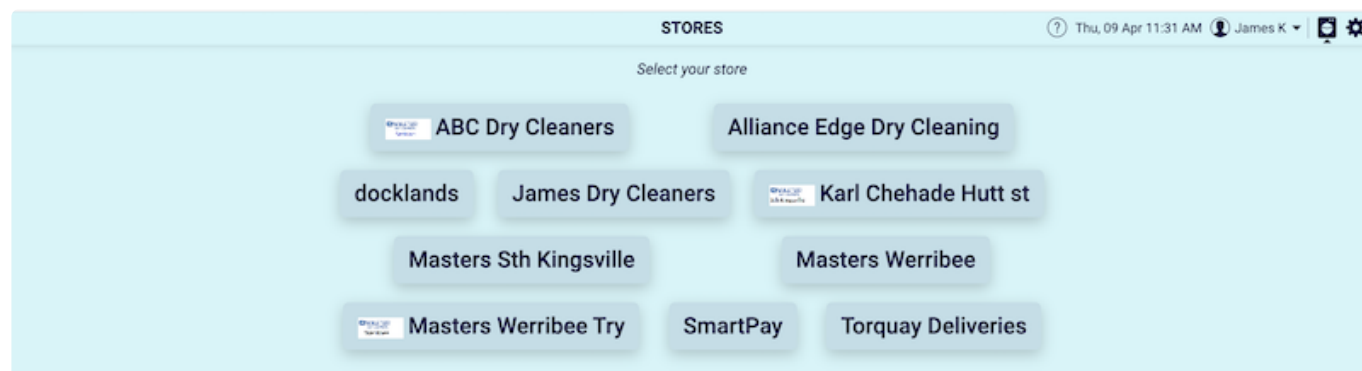 STORES
? Thu, 09 Apr 11:31 AM James K
Select your store
ABC Dry Cleaners
Alliance Edge Dry Cleaning
docklands
James Dry Cleaners
Karl Chehade Hutt st
Masters Sth Kingsville
Masters Werribee
Masters Werribee Try
SmartPay
Torquay Deliveries